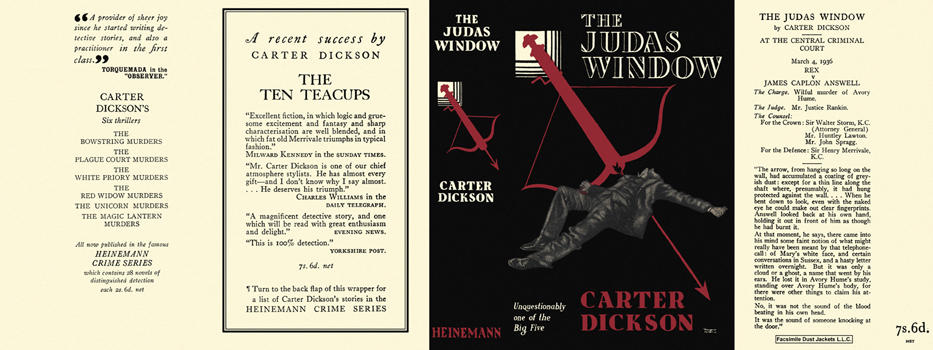 “A provider of sheer joy
since he started writing de-
tective stories, and also a
practitioner in the first
class.”
TORQUEMADA in the
"OBSERVER."
CARTER
DICKSON'S
Six thrillers
THE
BOWSTRING MURDERS
THE
PLAGUE COURT MURDERS
THE
WHITE PRIORY MURDERS
THE
RED WIDOW MURDERS
THE UNICORN MURDERS
THE MAGIC LANTERN
MURDERS
All now published in the famous
HEINEMANN
CRIME SERIES
which contains 28 novels of
distinguished detection
each 2s. 6d. net
A recent success by
CARTER DICKSON
THE
TEN TEACUPS
“Excellent fiction, in which logic and grue-
some excitement and fantasy and sharp
characterisation are well blended, and in
which fat old Merrivale triumphs in typical
fashion.”
MILWARD KENNEDY in the SUNDAY TIMES.
“Mr. Carter Dickson is one of our chief
atmosphere stylists. He has almost every
gift—and I don't know why I say almost.
. . . He deserves his triumph.”
CHARLES WILLIAMS in the
DAILY TELEGRAPH.
“A magnificent detective story, and one
which will be read with great enthusiasm
and delight.” EVENING NEWS.
“This is 100% detection.”
YORKSHIRE POST.
7s. 6d. net
¶ Turn to the back flap of this wrapper for
a list of Carter Dickson's stories in the
HEINEMANN CRIME SERIES
THE
JUDAS
WINDOW
CARTER
DICKSON
HEINEMANN
THE
JUDAS
WINDOW
Unquestionably
one of the
Big Five
CARTER
DICKSON
THE JUDAS WINDOW
by CARTER DICKSON
AT THE CENTRAL CRIMINAL
COURT
March 4, 1936
REX
v
JAMES CAPLON ANSWELL
The Charge. Wilful murder of Avory
Hume.
The Judge. Mr. Justice Rankin.
The Counsel:
For the Crown: Sir Walter Storm, K.C.
(Attorney General)
Mr. Huntley Lawton.
Mr. John Spragg.
For the Defence: Sir Henry Merrivale,
K.C.
"The arrow, from hanging so long on the
wall, had accumulated a coating of grey-
ish dust: except for a thin line along the
shaft where, presumably, it had hung
protected against the wall. . . . When he
bent down to look, even with the naked
eye he could make out clear fingerprints.
Answell looked back at his own hand,
holding it out in front of him as though
he had burnt it.
At that moment, he says, there came into
his mind some faint notion of what might
really have been meant by that telephone-
call: of Mary's white face, and certain
conversations in Sussex, and a hasty letter
written overnight. But it was only a
cloud or a ghost, a name that went by his
ears. He lost it in Avory Hume's study,
standing over Avory Hume's body, for
there were other things to claim his at-
tention.
No, it was not the sound of the blood
beating in his own head.
It was the sound of someone knocking at
the door."
7s. 6d.
NET
Facsimile Dust Jackets L.L.C.